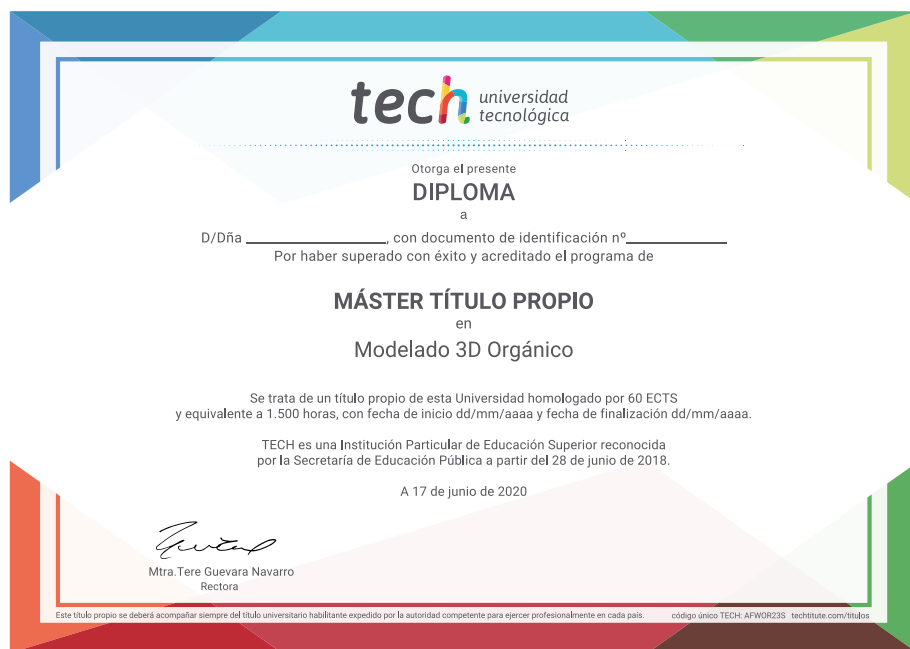 tech universidad
tecnológica
Otorga el presente
DIPLOMA
a
D/Dña ______________, con documento de identificación nº__________
Por haber superado con éxito y acreditado el programa de
MÁSTER TÍTULO PROPIO
en
Modelado 3D Orgánico
Se trata de un título propio de esta Universidad homologado por 60 ECTS
y equivalente a 1.500 horas, con fecha de inicio dd/mm/aaaa y fecha de finalización dd/mm/aaaa.
TECH es una Institución Particular de Educación Superior reconocida
por la Secretaría de Educación Pública a partir del 28 de junio de 2018.
A 17 de junio de 2020
Mtra.Tere Guevara Navarro
Rectora
Este título propio se deberá acompañar siempre del título universitario habilitante expedido por la autoridad competente para ejercer profesionalmente en cada país. código único TECH: AFWOR23S techtitute.com/titulos